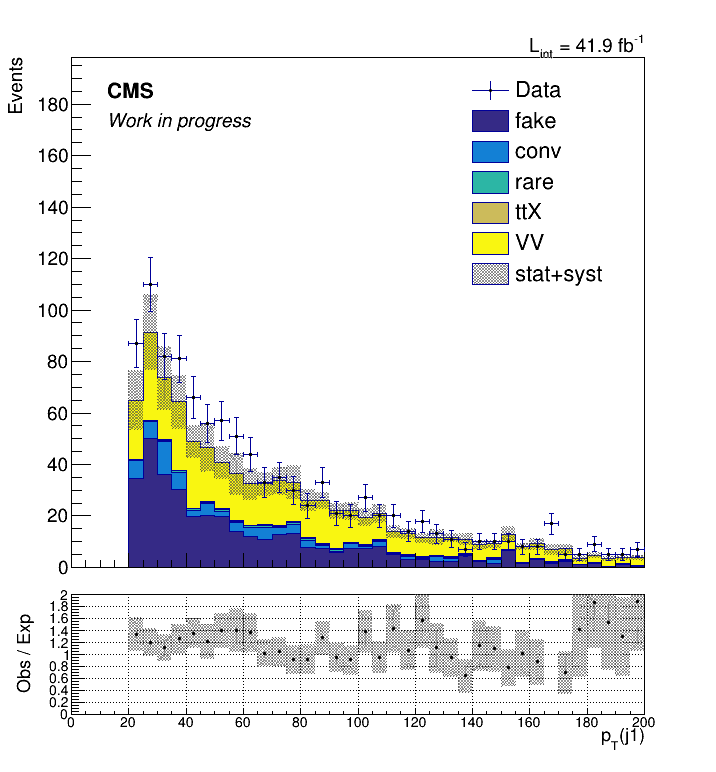 L_int = 41.9 fb^-1
Events
CMS
Work in progress
Data
fake
conv
rare
ttX
VV
stat+syst
180
160
140
120
100
80
60
40
20
0
Obs / Exp
2
1.8
1.6
1.4
1.2
1
0.8
0.6
0.4
0.2
0
0 20 40 60 80 100 120 140 160 180 200
p_T(j1)